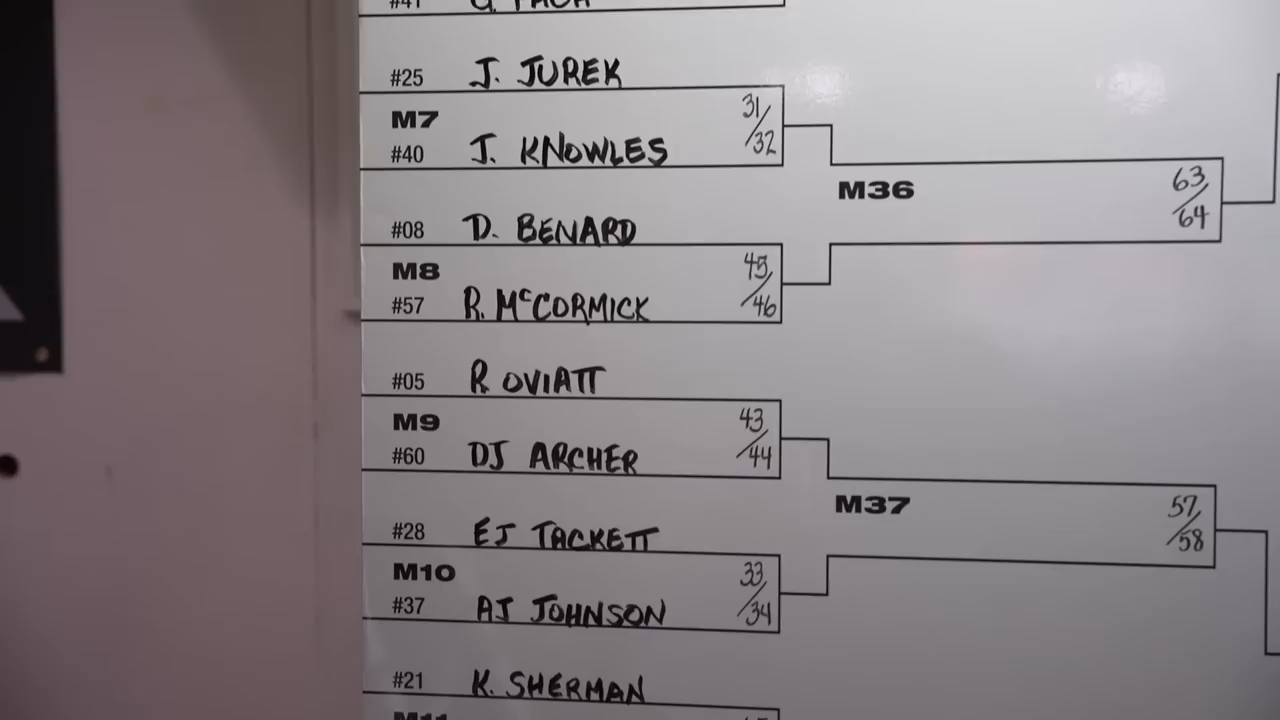 #41
#25 J. JUREK
M7 31/32
#40 J. KNOWLES
M36 63/64
#08 D. BENARD
M8 45/46
#57 R. McCORMICK
#05 R OVIATT
M9 43/44
#60 DJ ARCHER
M37 57/58
#28 EJ TACKETT
M10 33/34
#37 AJ JOHNSON
#21 K. SHERMAN
M11